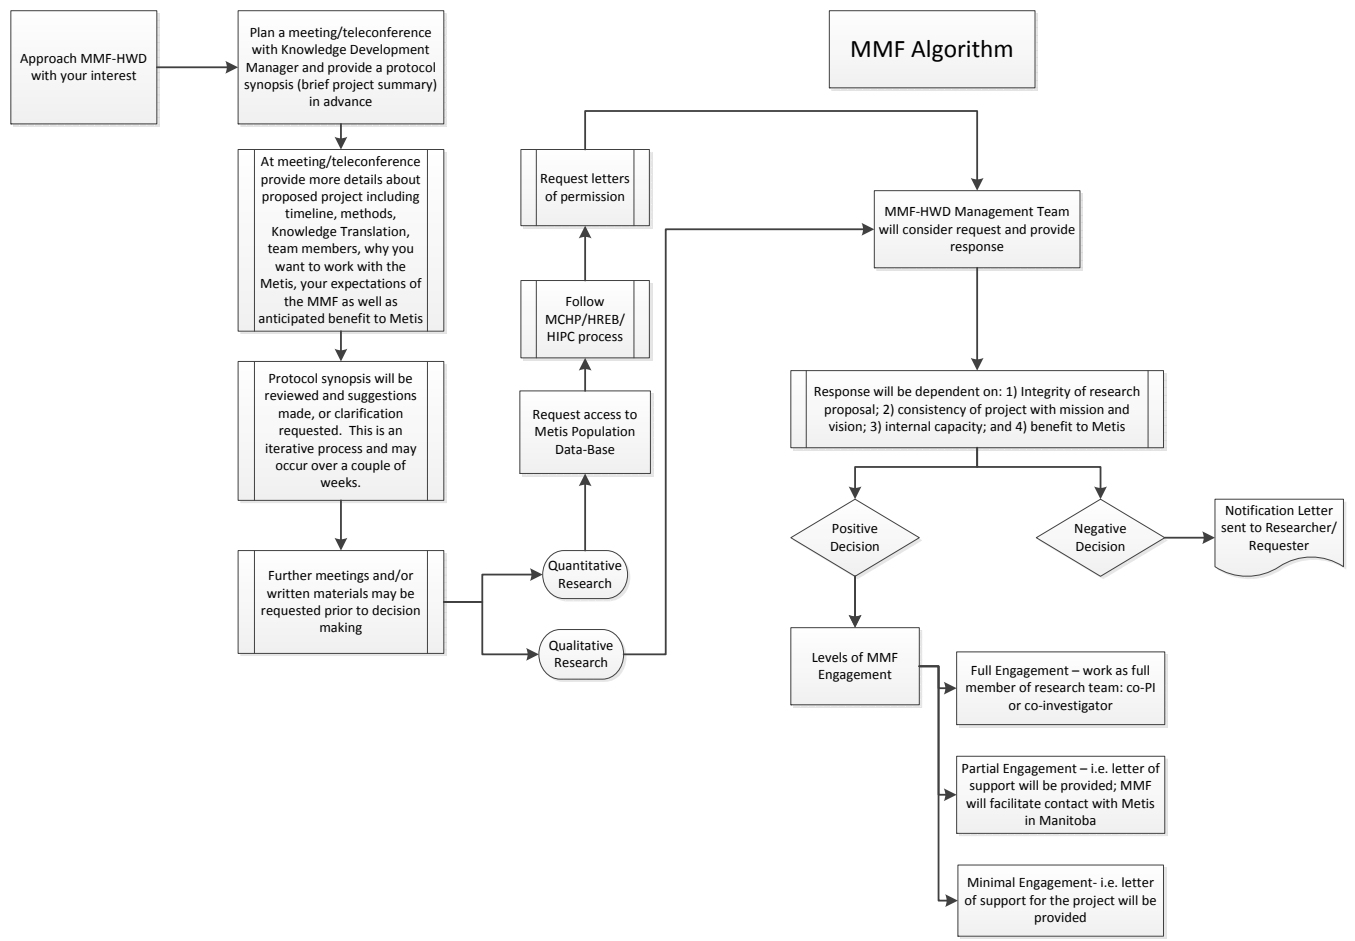 Approach MMF-HWD
with your interest
Plan a meeting/teleconference
with Knowledge Development
Manager and provide a protocol
synopsis (brief project summary)
in advance
At meeting/teleconference
provide more details about
proposed project including
timeline, methods,
Knowledge Translation,
team members, why you
want to work with the
Metis, your expectations of
the MMF as well as
anticipated benefit to Metis
Protocol synopsis will be
reviewed and suggestions
made, or clarification
requested.  This is an
iterative process and may
occur over a couple of
weeks.
Further meetings and/or
written materials may be
requested prior to decision
making
Quantitative
Research
Qualitative
Research
Request access to
Metis Population
Data-Base
Follow
MCHP/HREB/
HIPC process
Request letters
of permission
MMF Algorithm
MMF-HWD Management Team
will consider request and provide
response
Response will be dependent on: 1) Integrity of research
proposal; 2) consistency of project with mission and
vision; 3) internal capacity; and 4) benefit to Metis
Positive
Decision
Negative
Decision
Notification Letter
sent to Researcher/
Requester
Levels of MMF
Engagement
Full Engagement – work as full
member of research team: co-PI
or co-investigator
Partial Engagement – i.e. letter of
support will be provided; MMF
will facilitate contact with Metis
in Manitoba
Minimal Engagement- i.e. letter
of support for the project will be
provided